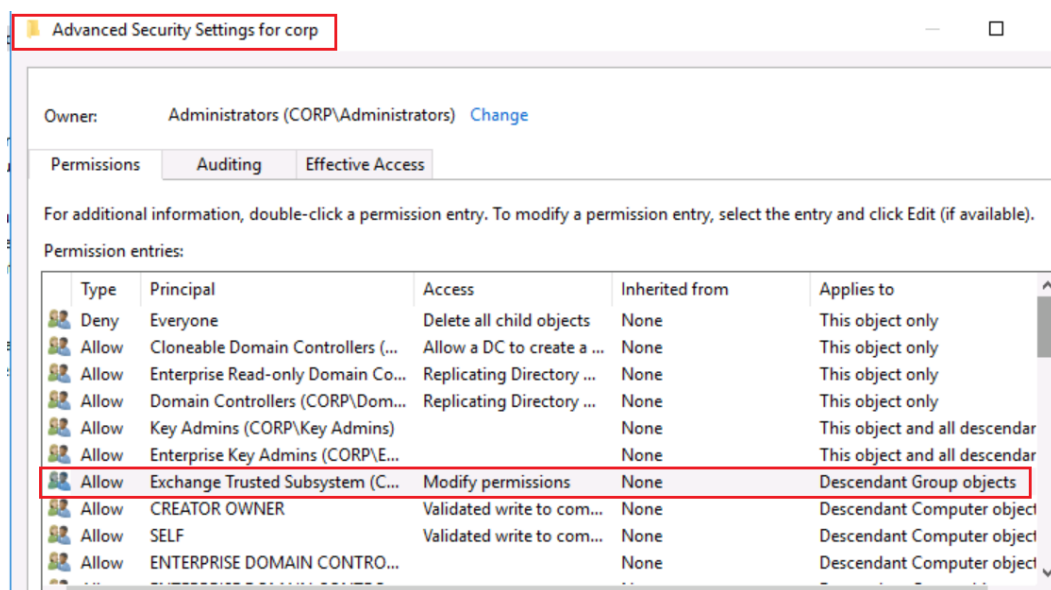 Advanced Security Settings for corp
Owner: Administrators (CORP\Administrators) Change
Permissions Auditing Effective Access
For additional information, double-click a permission entry. To modify a permission entry, select the entry and click Edit (if available).
Permission entries:
Type Principal Access Inherited from Applies to
Deny Everyone Delete all child objects None This object only
Allow Cloneable Domain Controllers (... Allow a DC to create a ... None This object only
Allow Enterprise Read-only Domain Co... Replicating Directory ... None This object only
Allow Domain Controllers (CORP\Dom... Replicating Directory ... None This object only
Allow Key Admins (CORP\Key Admins) None This object and all descendan
Allow Enterprise Key Admins (CORP\E... None This object and all descendan
Allow Exchange Trusted Subsystem (C... Modify permissions None Descendant Group objects
Allow CREATOR OWNER Validated write to com... None Descendant Computer object
Allow SELF Validated write to com... None Descendant Computer object
Allow ENTERPRISE DOMAIN CONTRO... None Descendant Computer object